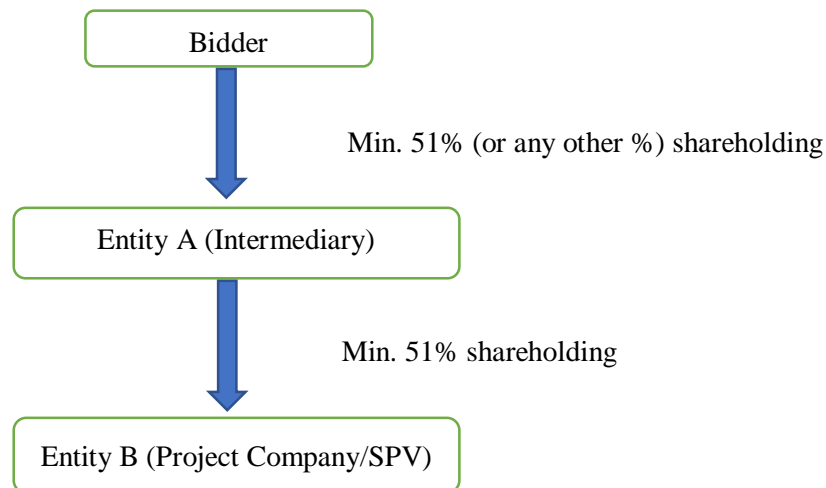 Bidder
Min. 51% (or any other %) shareholding
Entity A (Intermediary)
Min. 51% shareholding
Entity B (Project Company/SPV)